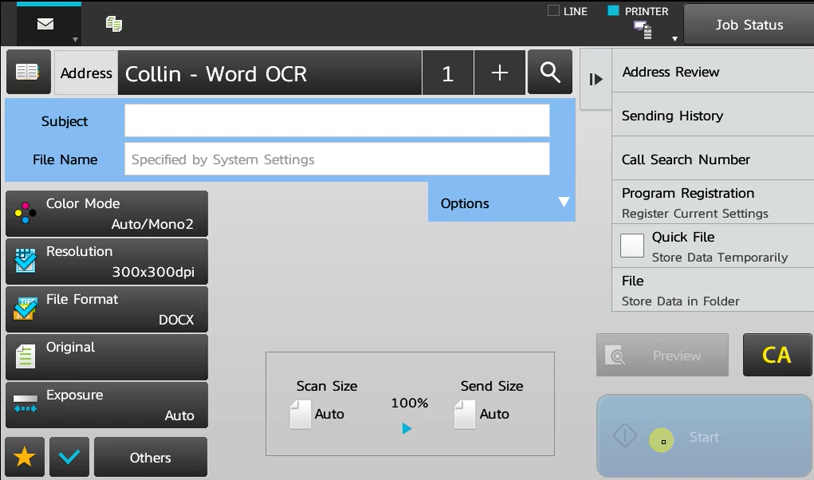 LINE
PRINTER
Job Status
Address
Collin - Word OCR
1
+
Subject
File Name
Specified by System Settings
Options
Color Mode
Auto/Mono2
Resolution
300x300dpi
File Format
DOCX
Original
Exposure
Auto
Others
Scan Size
Auto
100%
Send Size
Auto
Address Review
Sending History
Call Search Number
Program Registration
Register Current Settings
Quick File
Store Data Temporarily
File
Store Data in Folder
Preview
CA
Start